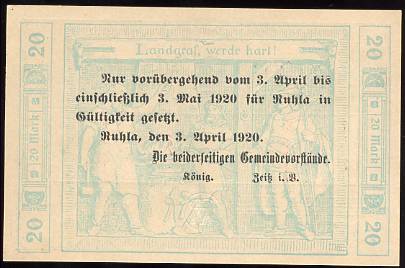 20
20
Landgraf, werde hart!
Nur vorübergehend vom 3. April bis
einschließlich 3. Mai 1920 für Ruhla in
Gültigkeit gesetzt.
Ruhla, den 3. April 1920.
Die beiderseitigen Gemeindevorstände.
König. Zeiß i. V.
20 Mark
20 Mark
20
20